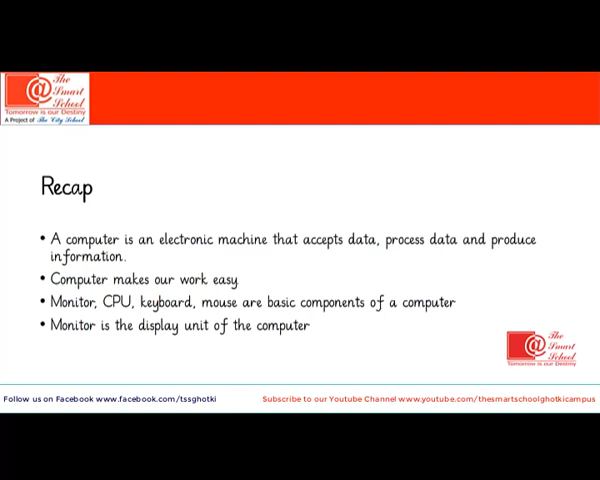 The
Smart
School
Tomorrow is our Destiny
A Project of The City School
Recap
• A computer is an electronic machine that accepts data, process data and produce
information.
• Computer makes our work easy
• Monitor, CPU, keyboard, mouse are basic components of a computer
• Monitor is the display unit of the computer
The
Smart
School
Tomorrow is our Destiny
Follow us on Facebook www.facebook.com/tssghotki
Subscribe to our Youtube Channel www.youtube.com/thesmartschoolghotkicampus